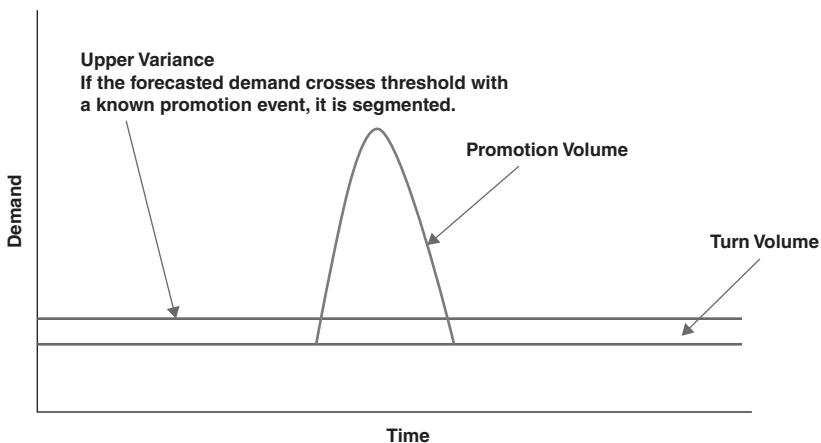 Upper Variance
If the forecasted demand crosses threshold with
a known promotion event, it is segmented.
Promotion Volume
Turn Volume
Demand
Time